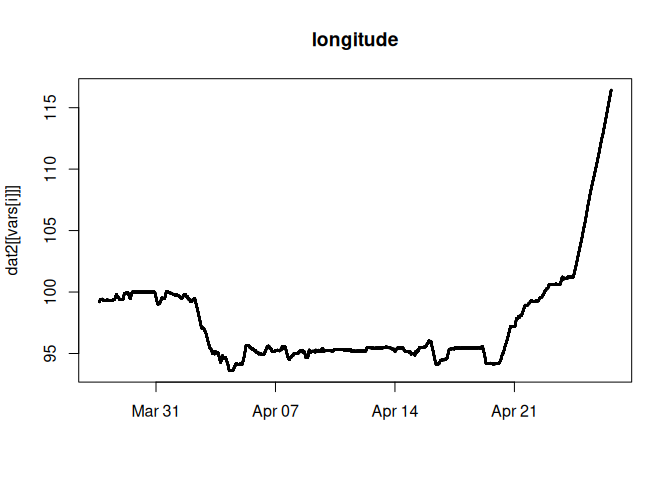 longitude
dat2[[vars[i]]]
115
110
105
100
95
Mar 31
Apr 07
Apr 14
Apr 21